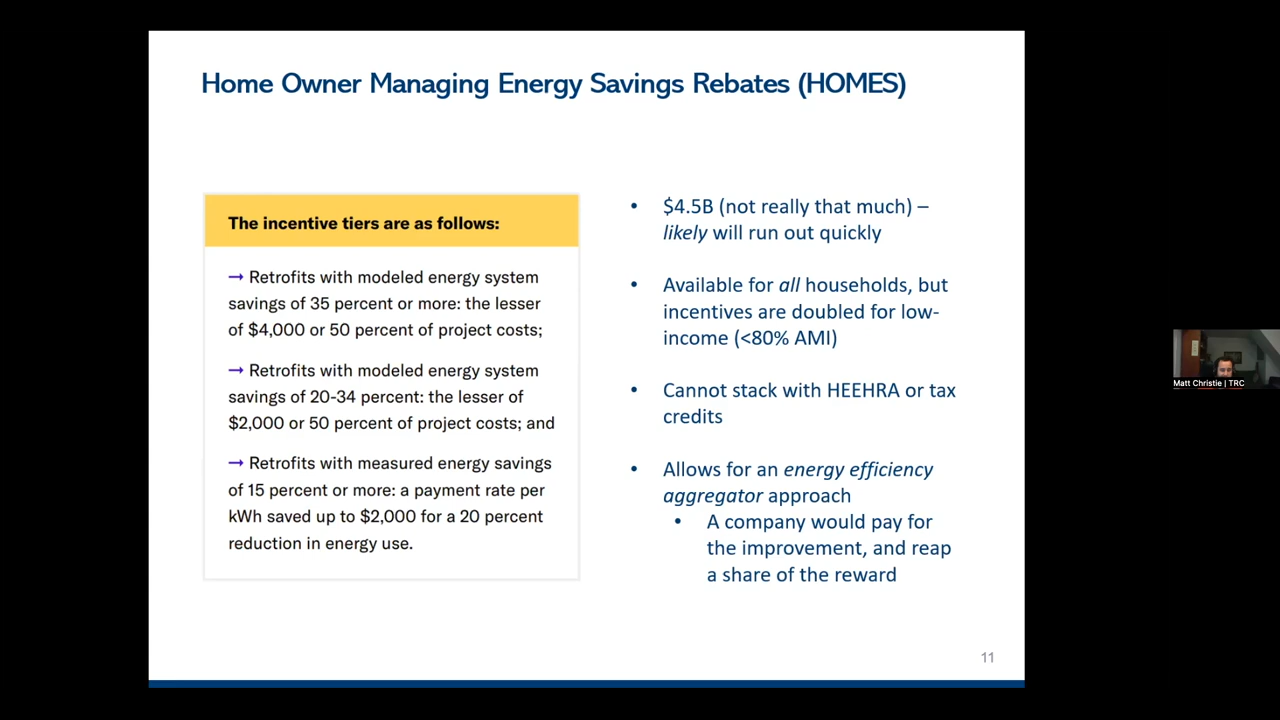 Home Owner Managing Energy Savings Rebates (HOMES)
The incentive tiers are as follows:
→ Retrofits with modeled energy system
savings of 35 percent or more: the lesser
of $4,000 or 50 percent of project costs;
→ Retrofits with modeled energy system
savings of 20-34 percent: the lesser of
$2,000 or 50 percent of project costs; and
→ Retrofits with measured energy savings
of 15 percent or more: a payment rate per
kWh saved up to $2,000 for a 20 percent
reduction in energy use.
• $4.5B (not really that much) –
likely will run out quickly
• Available for all households, but
incentives are doubled for low-
income (<80% AMI)
• Cannot stack with HEEHRA or tax
credits
• Allows for an energy efficiency
aggregator approach
• A company would pay for
the improvement, and reap
a share of the reward
11
Matt Christie | TRC